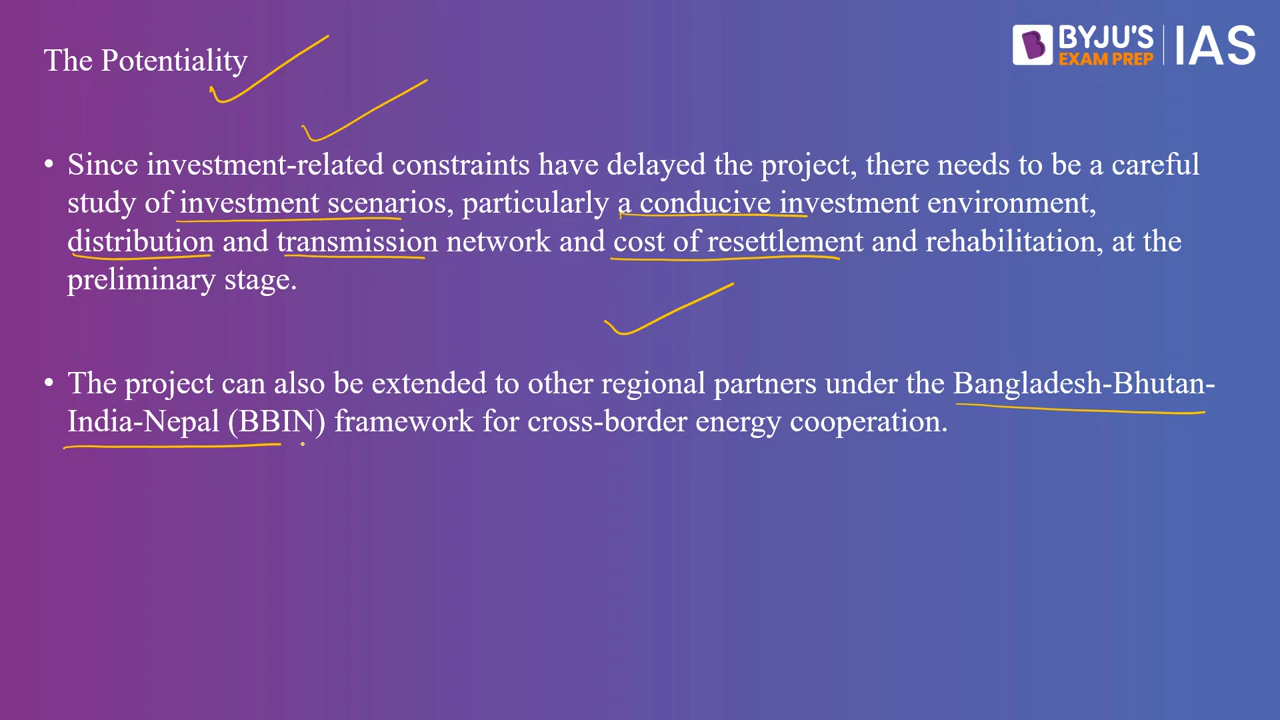 The Potentiality
BYJU'S
EXAM PREP
IAS
• Since investment-related constraints have delayed the project, there needs to be a careful
study of investment scenarios, particularly a conducive investment environment,
distribution and transmission network and cost of resettlement and rehabilitation, at the
preliminary stage.
• The project can also be extended to other regional partners under the Bangladesh-Bhutan-
India-Nepal (BBIN) framework for cross-border energy cooperation.